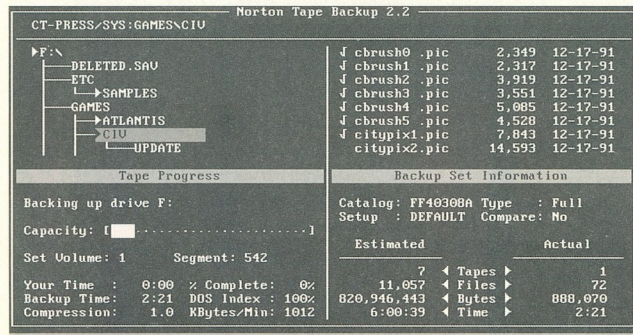 Norton Tape Backup 2.2
CT-PRESS/SYS:GAMES\CIV
F:\
DELETED.SAV
ETC
SAMPLES
GAMES
ATLANTIS
CIV
UPDATE
√ cbrush0 .pic 2,349 12-17-91
√ cbrush1 .pic 2,317 12-17-91
√ cbrush2 .pic 3,919 12-17-91
√ cbrush3 .pic 3,551 12-17-91
√ cbrush4 .pic 5,085 12-17-91
√ cbrush5 .pic 4,528 12-17-91
√ citypix1.pic 7,843 12-17-91
citypix2.pic 14,593 12-17-91
Tape Progress
Backing up drive F:
Capacity: [ ······················]
Set Volume: 1 Segment: 542
Your Time : 0:00 % Complete: 0%
Backup Time: 2:21 DOS Index : 100%
Compression: 1.0 KBytes/Min: 1012
Backup Set Information
Catalog: FF40308A Type : Full
Setup : DEFAULT Compare: No
Estimated Actual
7 Tapes 1
11,057 Files 72
820,946,443 Bytes 888,070
6:00:39 Time 2:21